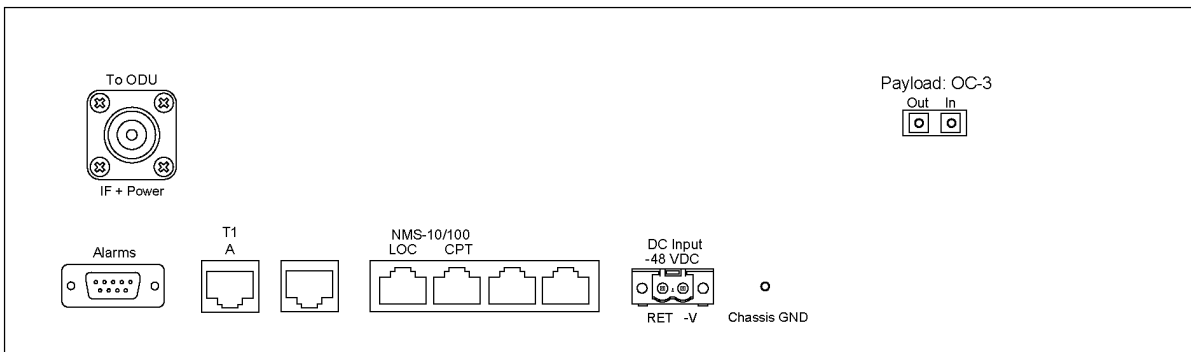 To ODU
IF + Power
Payload: OC-3
Out In
Alarms
T1
A
NMS-10/100
LOC CPT
DC Input
-48 VDC
RET -V
Chassis GND